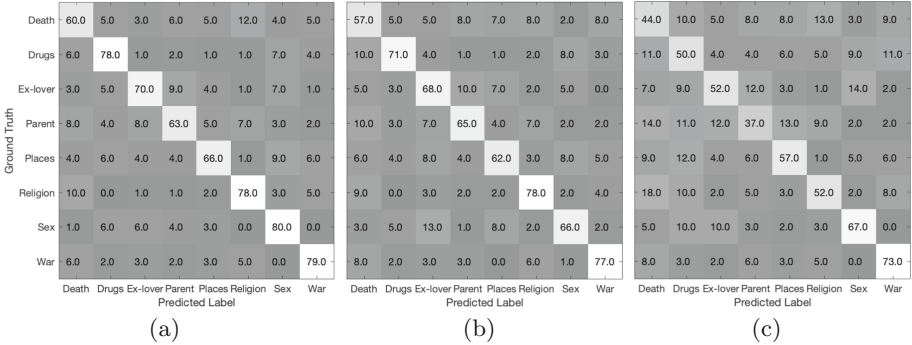 Death 60.0 5.0 3.0 6.0 5.0 12.0 4.0 5.0
Drugs 6.0 78.0 1.0 2.0 1.0 1.0 7.0 4.0
Ex-lover 3.0 5.0 70.0 9.0 4.0 1.0 7.0 1.0
Parent 8.0 4.0 8.0 63.0 5.0 7.0 3.0 2.0
Places 4.0 6.0 4.0 4.0 66.0 1.0 9.0 6.0
Religion 10.0 0.0 1.0 1.0 2.0 78.0 3.0 5.0
Sex 1.0 6.0 6.0 4.0 3.0 0.0 80.0 0.0
War 6.0 2.0 3.0 2.0 3.0 5.0 0.0 79.0
Ground Truth
Death Drugs Ex-lover Parent Places Religion Sex War
Predicted Label
(a)
57.0 5.0 5.0 8.0 7.0 8.0 2.0 8.0
10.0 71.0 4.0 1.0 1.0 2.0 8.0 3.0
3.0 3.0 68.0 10.0 7.0 2.0 5.0 0.0
10.0 3.0 7.0 65.0 4.0 7.0 2.0 2.0
6.0 4.0 8.0 4.0 62.0 3.0 8.0 5.0
9.0 0.0 3.0 2.0 2.0 78.0 2.0 4.0
3.0 5.0 13.0 1.0 8.0 2.0 66.0 2.0
8.0 2.0 3.0 3.0 0.0 6.0 1.0 77.0
Death Drugs Ex-lover Parent Places Religion Sex War
Predicted Label
(b)
44.0 10.0 5.0 8.0 8.0 13.0 3.0 9.0
11.0 50.0 4.0 4.0 6.0 5.0 9.0 11.0
7.0 9.0 52.0 12.0 3.0 1.0 14.0 2.0
14.0 11.0 12.0 37.0 13.0 9.0 2.0 2.0
9.0 12.0 4.0 6.0 57.0 1.0 5.0 6.0
18.0 10.0 2.0 5.0 3.0 52.0 2.0 8.0
5.0 10.0 10.0 3.0 2.0 3.0 67.0 0.0
8.0 3.0 0.0 6.0 2.0 8.0 0.0 73.0
Death Drugs Ex-lover Parent Places Religion Sex War
Predicted Label
(c)